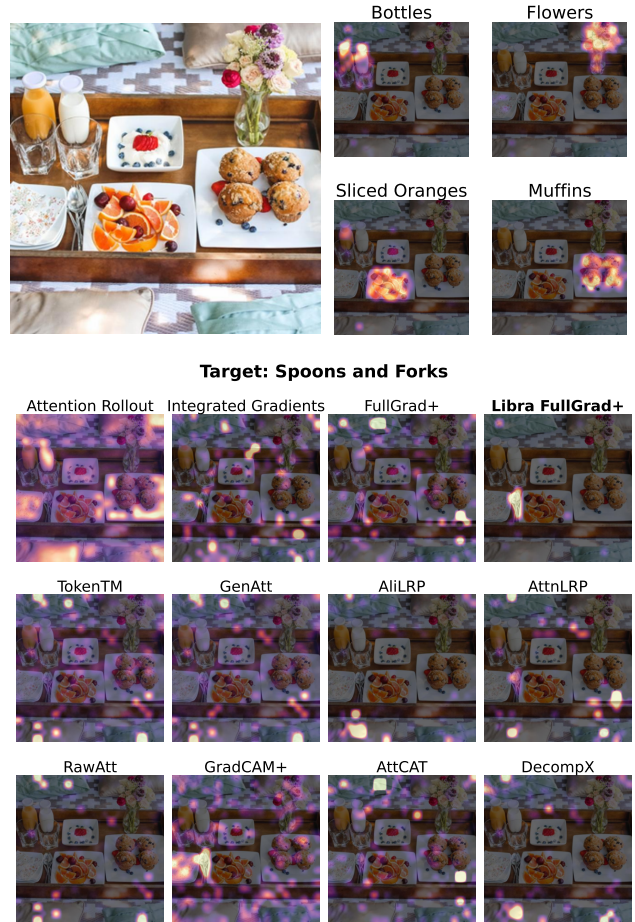 Bottles
Flowers
Sliced Oranges
Muffins
Target: Spoons and Forks
Attention Rollout
Integrated Gradients
FullGrad+
Libra FullGrad+
TokenTM
GenAtt
AliLRP
AttnLRP
RawAtt
GradCAM+
AttCAT
DecompX